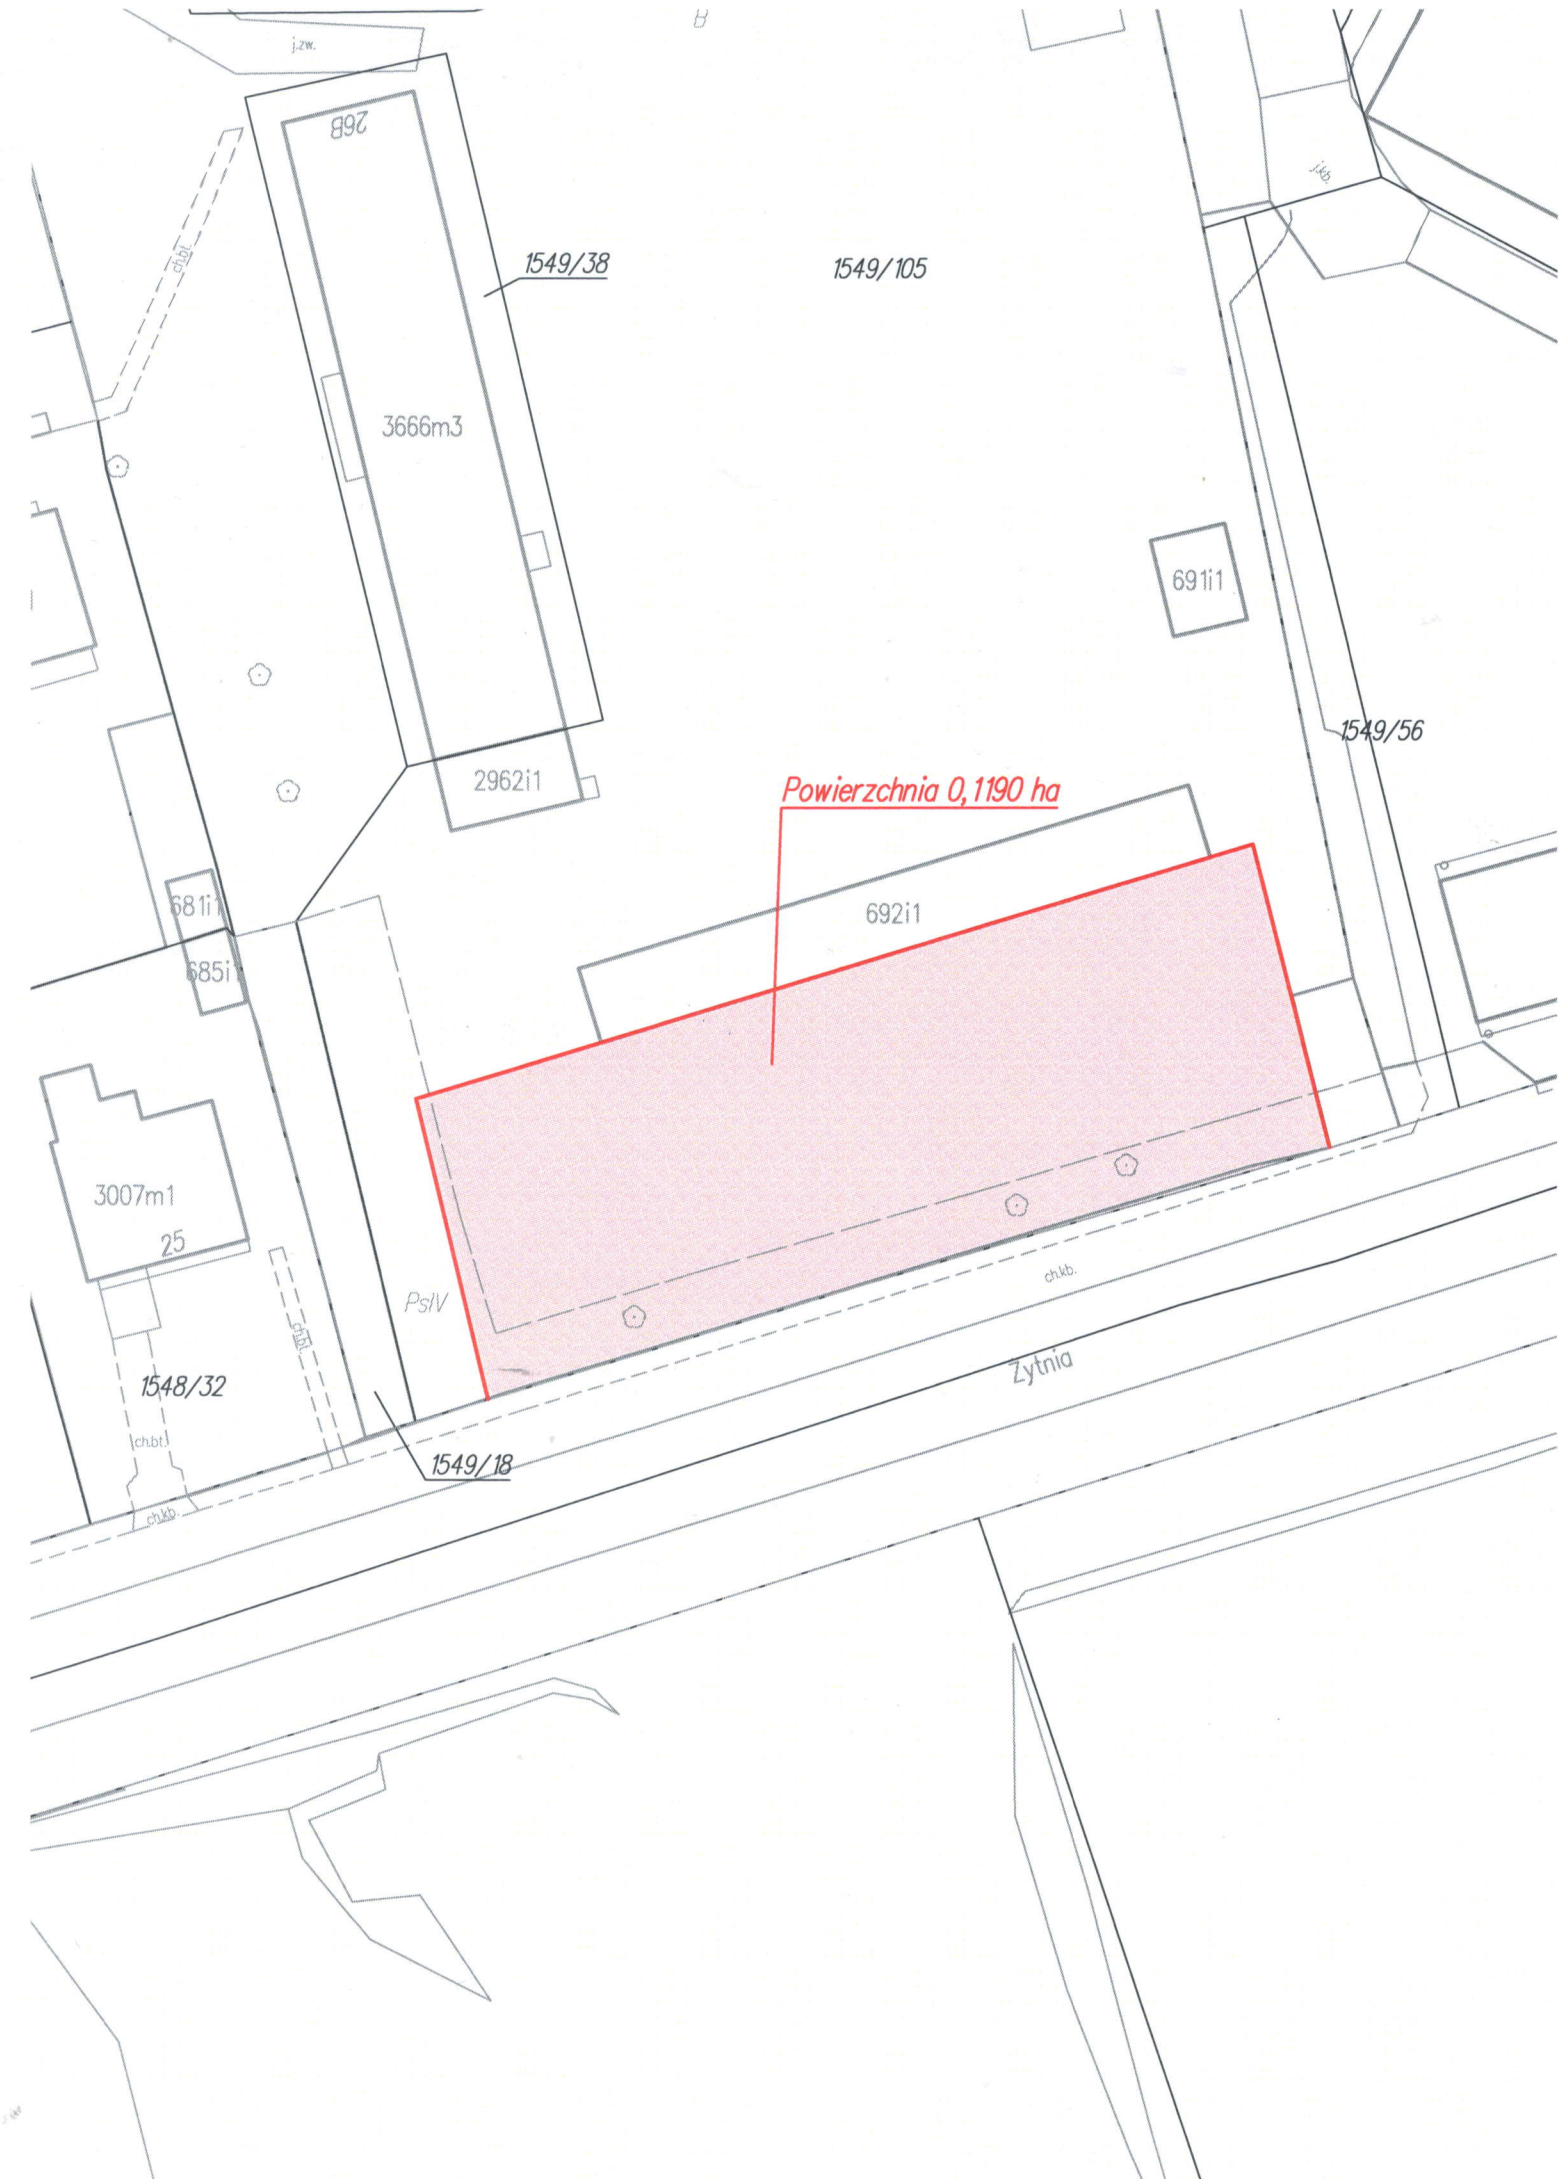 B
j.zw.
26B
j.kb.
ch.bt.
1549/38
1549/105
3666m3
691i1
1549/56
2962i1
Powierzchnia 0,1190 ha
681i1
692i1
685i1
3007m1
25
ch.kb.
PsIV
ch.bt.
Żytnia
1548/32
ch.bt.
1549/18
ch.kb.